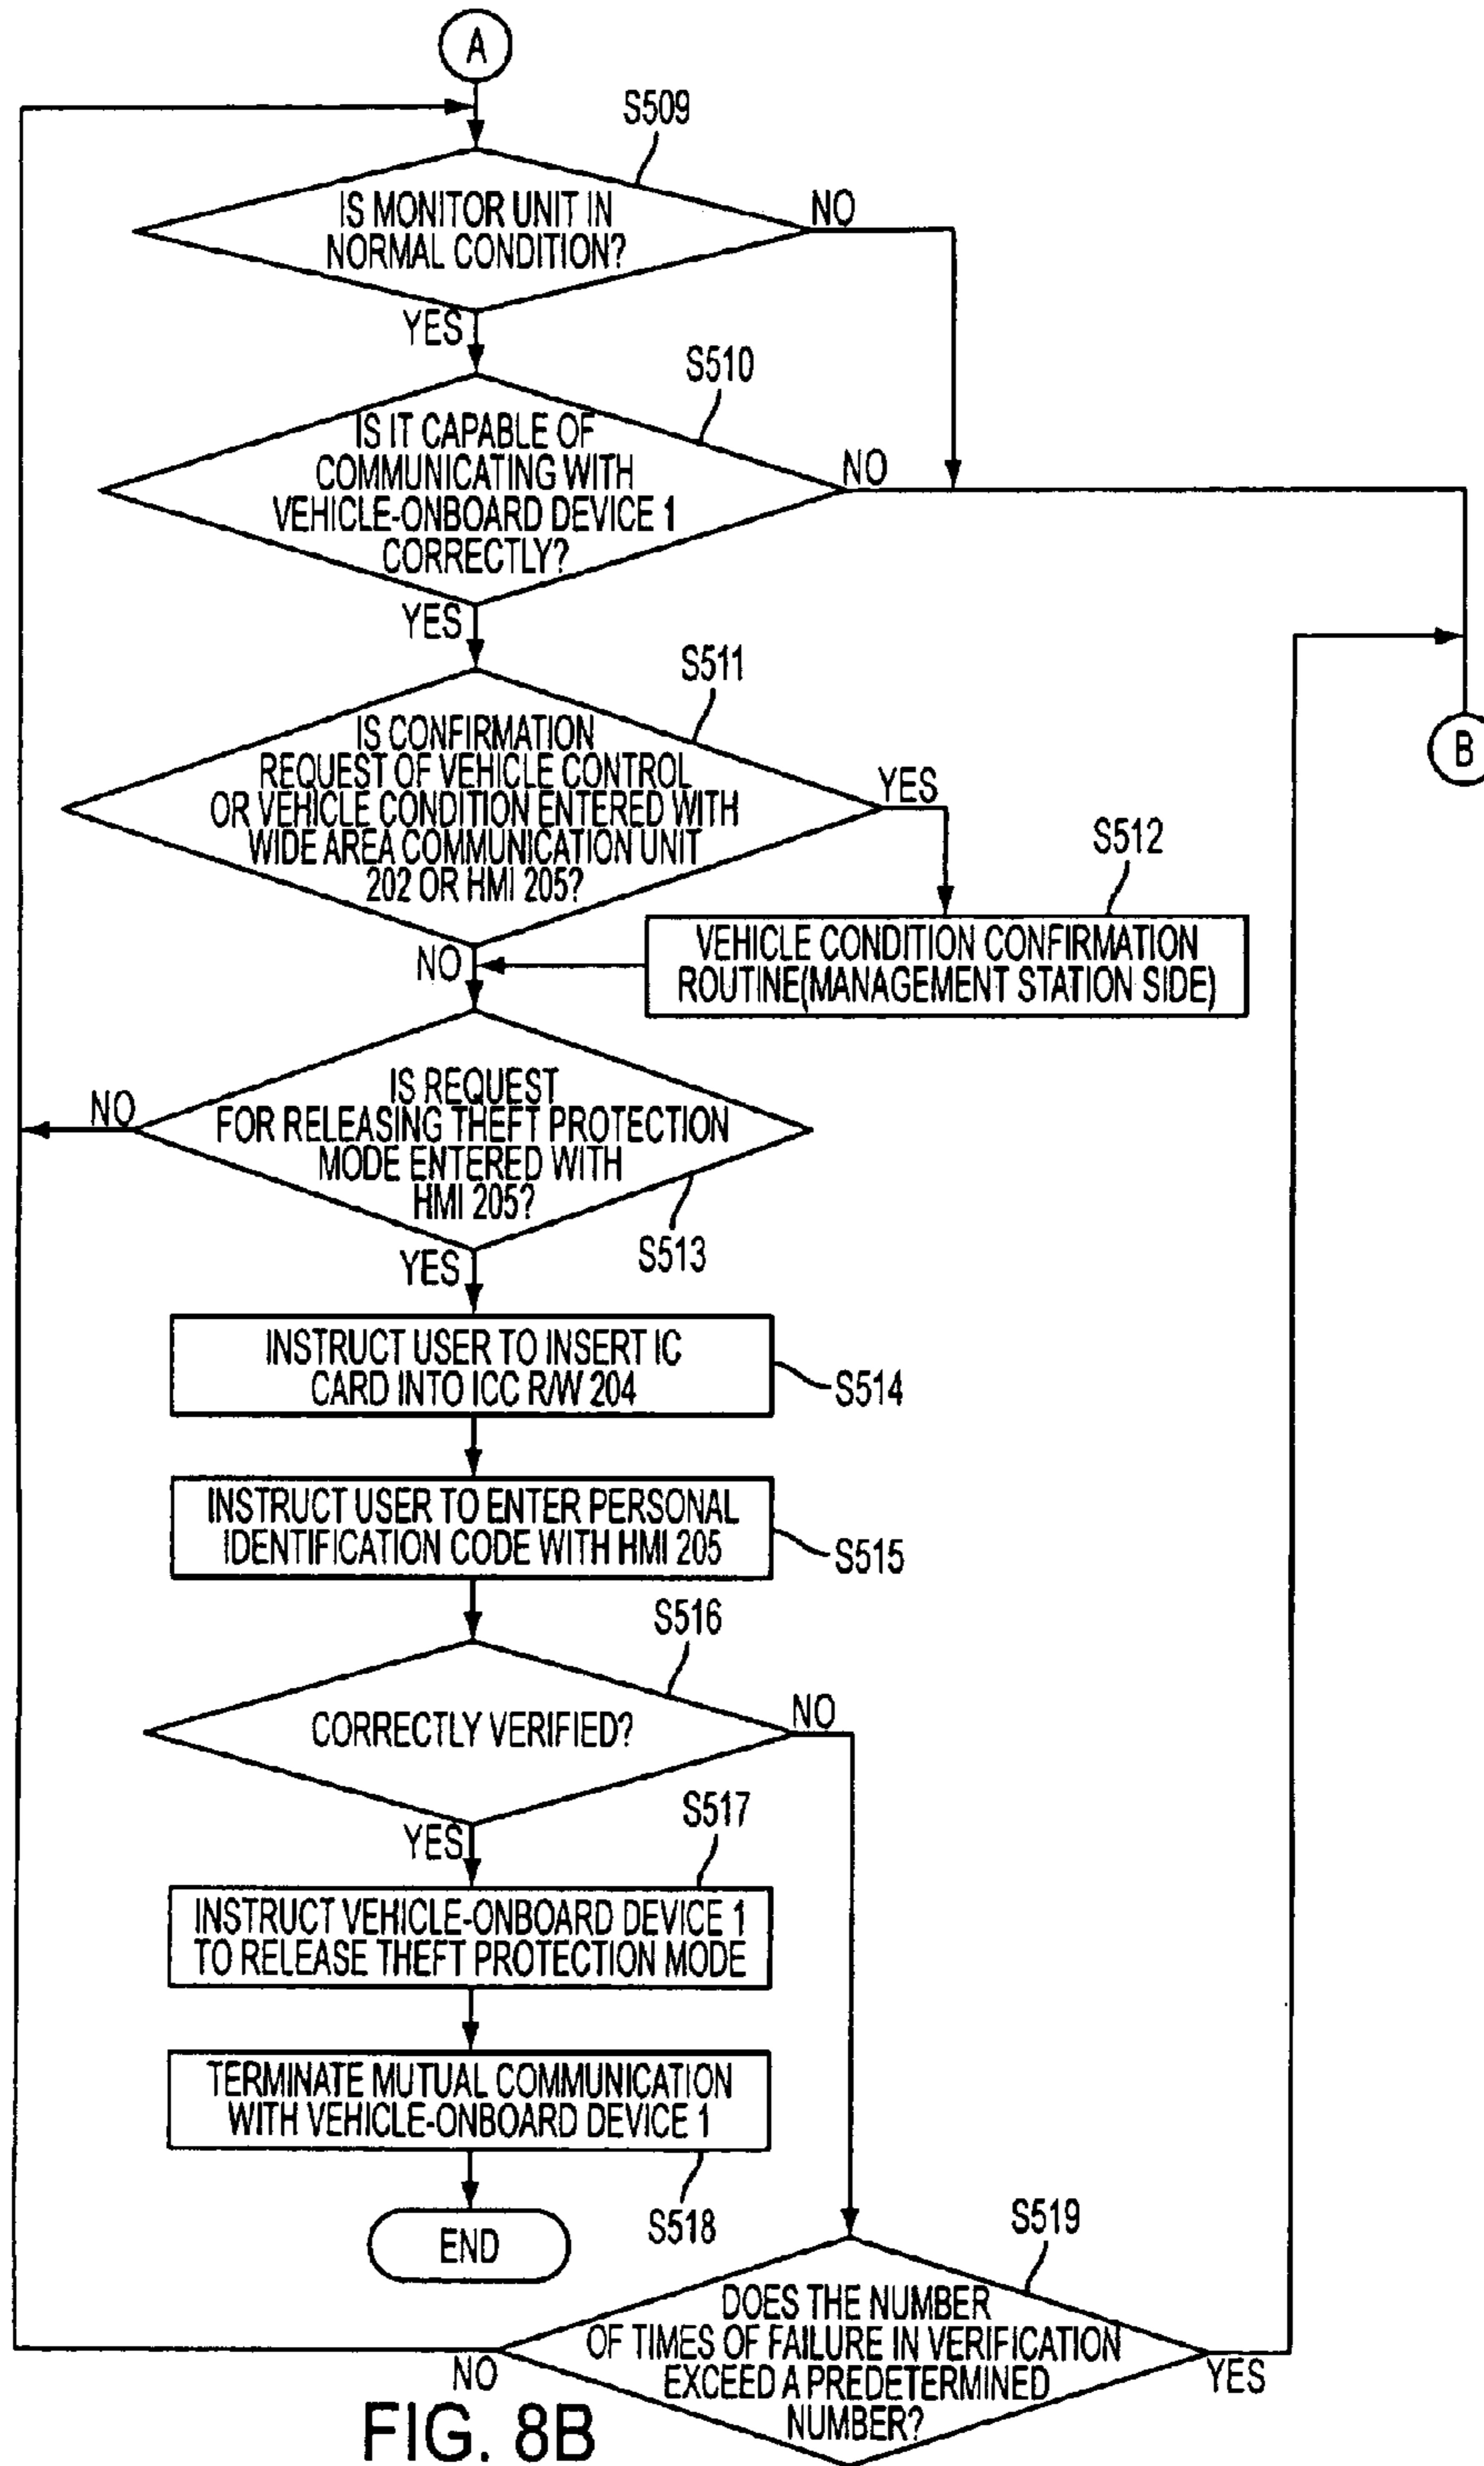 A
S509
IS MONITOR UNIT IN
NORMAL CONDITION?
NO
YES
S510
IS IT CAPABLE OF
COMMUNICATING WITH
VEHICLE-ONBOARD DEVICE 1
CORRECTLY?
NO
YES
S511
IS CONFIRMATION
REQUEST OF VEHICLE CONTROL
OR VEHICLE CONDITION ENTERED WITH
WIDE AREA COMMUNICATION UNIT
202 OR HMI 205?
YES
B
S512
VEHICLE CONDITION CONFIRMATION
ROUTINE(MANAGEMENT STATION SIDE)
NO
IS REQUEST
FOR RELEASING THEFT PROTECTION
MODE ENTERED WITH
HMI 205?
NO
S513
YES
INSTRUCT USER TO INSERT IC
CARD INTO ICC R/W 204
S514
INSTRUCT USER TO ENTER PERSONAL
IDENTIFICATION CODE WITH HMI 205
S515
S516
CORRECTLY VERIFIED?
NO
YES
S517
INSTRUCT VEHICLE-ONBOARD DEVICE 1
TO RELEASE THEFT PROTECTION MODE
TERMINATE MUTUAL COMMUNICATION
WITH VEHICLE-ONBOARD DEVICE 1
S518
END
S519
DOES THE NUMBER
OF TIMES OF FAILURE IN VERIFICATION
EXCEED A PREDETERMINED
NUMBER?
NO
YES
FIG. 8B